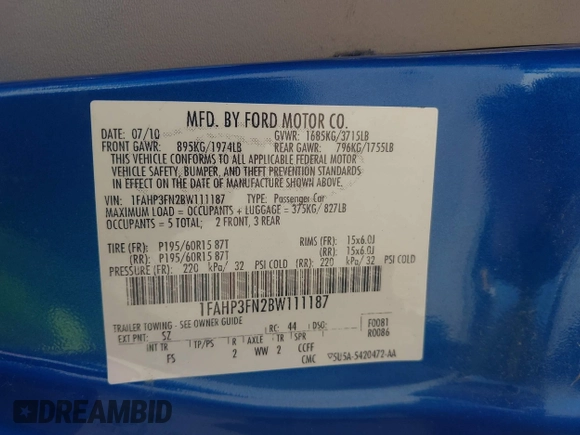 MFD. BY FORD MOTOR CO.
DATE: 07/10 GVWR: 1685KG/3715LB
FRONT GAWR: 895KG/1974LB REAR GAWR: 796KG/1755LB
THIS VEHICLE CONFORMS TO ALL APPLICABLE FEDERAL MOTOR
VEHICLE SAFETY, BUMPER, AND THEFT PREVENTION STANDARDS
IN EFFECT ON THE DATE OF MANUFACTURE SHOWN ABOVE.
VIN: 1FAHP3FN2BW111187 TYPE: Passenger Car
MAXIMUM LOAD = OCCUPANTS + LUGGAGE = 375KG/ 827LB
OCCUPANTS = 5 TOTAL; 2 FRONT, 3 REAR
TIRE (FR): P195/60R15 87T RIMS (FR): 15x6.0J
(RR): P195/60R15 87T (RR): 15x6.0J
PRESSURE (FR): 220 kPa/ 32 PSI COLD (RR): 220 kPa/ 32 PSI COLD
1FAHP3FN2BW111187
TRAILER TOWING - SEE OWNER GUIDE
EXT PNT: SZ RC: 44 DSO: F0081
R0086
INT TR TP/PS R AXLE TR SPR
FS 2 WW 2 CCFF
CMC 9SU5A-5420472-AA
DREAMBID